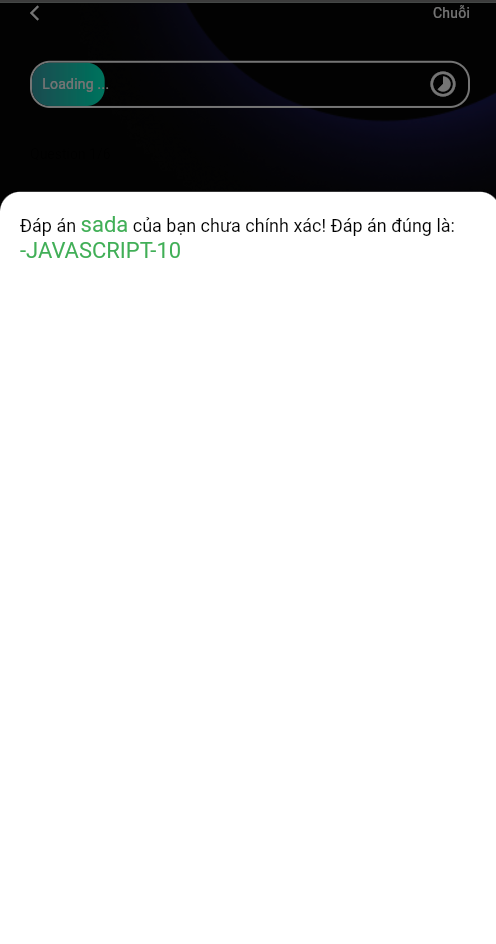 Chuỗi
Loading ...
Đáp án sada của bạn chưa chính xác! Đáp án đúng là:
-JAVASCRIPT-10